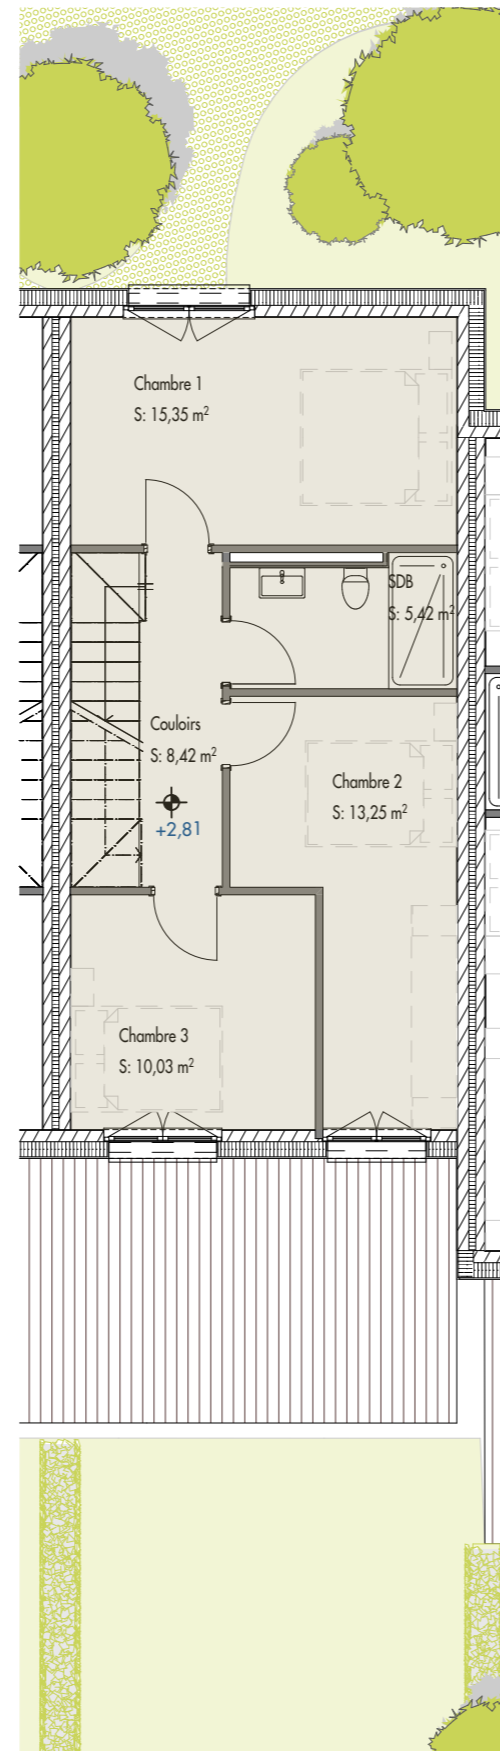 Chambre 1
S: 15,35 m²
SDB
S: 5,42 m²
Couloirs
S: 8,42 m²
+2,81
Chambre 2
S: 13,25 m²
Chambre 3
S: 10,03 m²